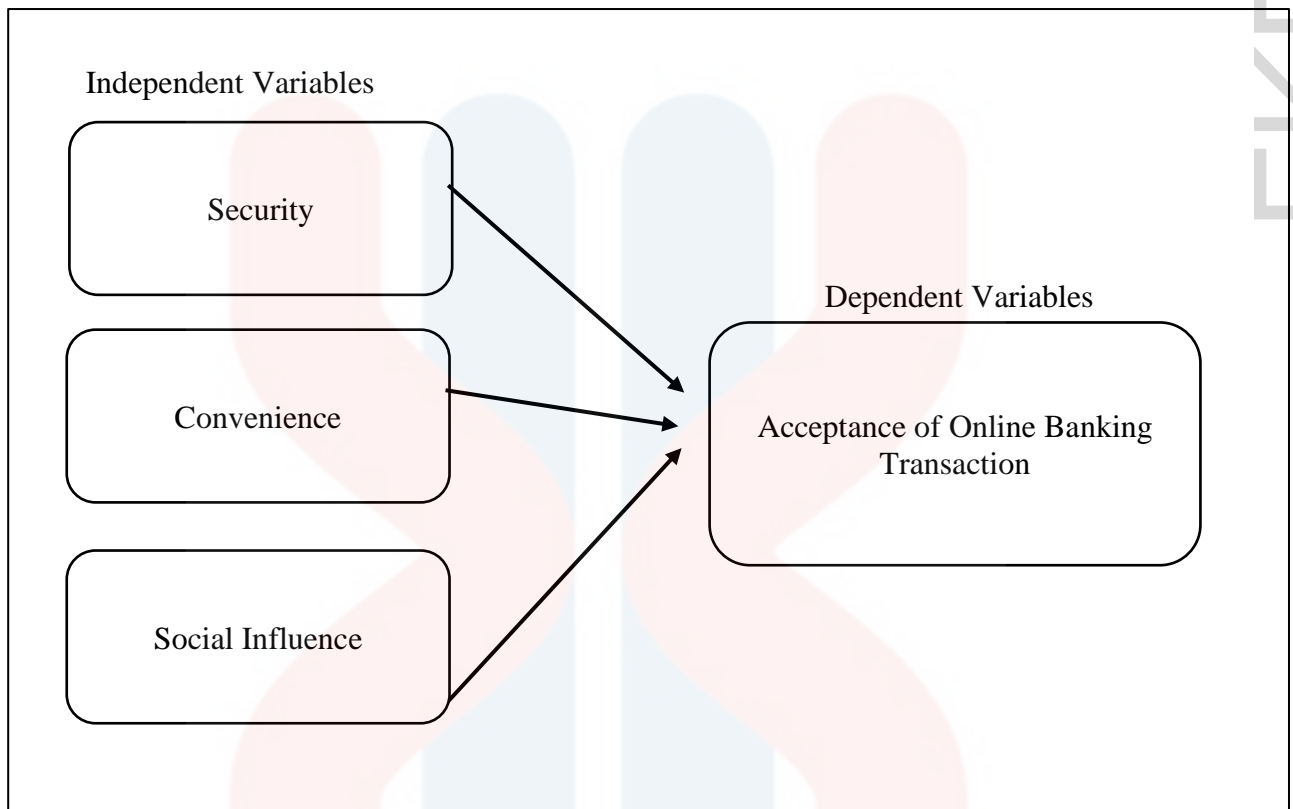 Independent Variables
Security
Dependent Variables
Convenience
Acceptance of Online Banking
Transaction
Social Influence